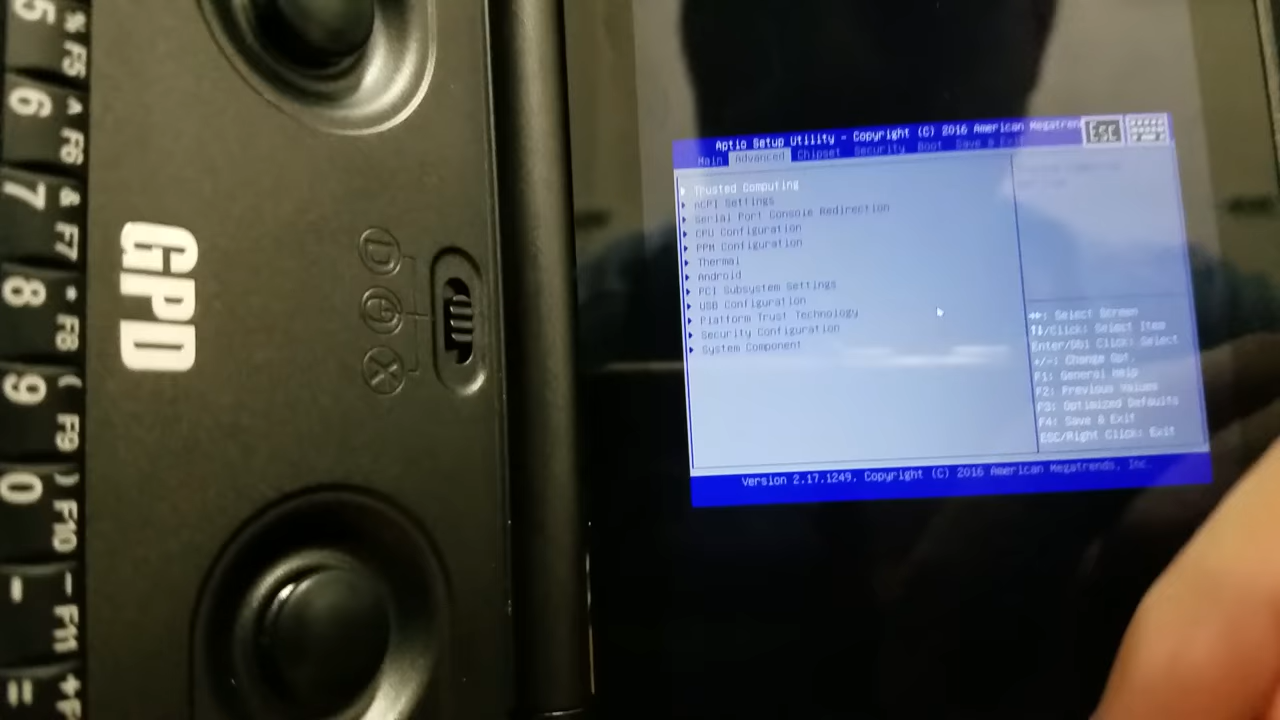 % F5
5
^ F6
6
& F7
7
* F8
8
( F9
9
) F10
0
- F11
-
+
=
GPD
D
X
Aptio Setup Utility - Copyright (C) 2016 American Megatrends
ESC
Main Advanced Chipset Security Boot Save & Exit
Trusted Computing
ACPI Settings
Serial Port Console Redirection
CPU Configuration
PPM Configuration
Thermal
Android
PCI Subsystem Settings
USB Configuration
Platform Trust Technology
Security Configuration
System Component
: Select Screen
/Click: Select Item
Enter/Dbl Click: Select
+/-: Change Opt.
F1: General Help
F2: Previous Values
F3: Optimized Defaults
F4: Save & Exit
ESC/Right Click: Exit
Version 2.17.1249. Copyright (C) 2016 American Megatrends, Inc.